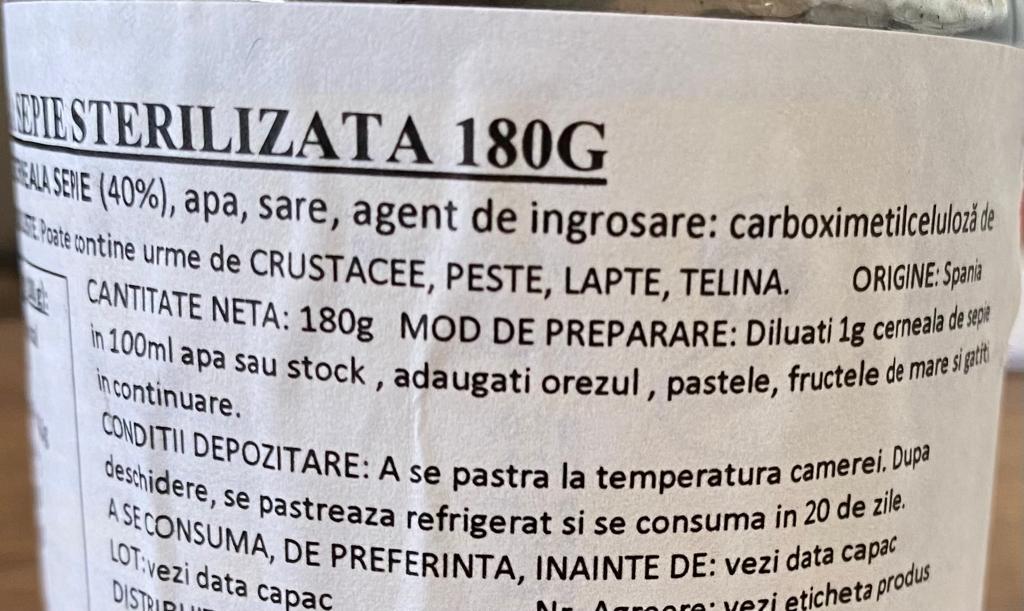 SEPIE STERILIZATA 180G
SEPIE (40%), apa, sare, agent de ingrosare: carboximetilceluloză de
Poate contine urme de CRUSTACEE, PESTE, LAPTE, TELINA. ORIGINE: Spania
CANTITATE NETA: 180g MOD DE PREPARARE: Diluati 1g cerneala de sepie
in 100ml apa sau stock , adaugati orezul , pastele, fructele de mare si gatiti
in continuare.
CONDITII DEPOZITARE: A se pastra la temperatura camerei. Dupa
deschidere, se pastreaza refrigerat si se consuma in 20 de zile.
A SE CONSUMA, DE PREFERINTA, INAINTE DE: vezi data capac
LOT: vezi data capac
vezi eticheta produs